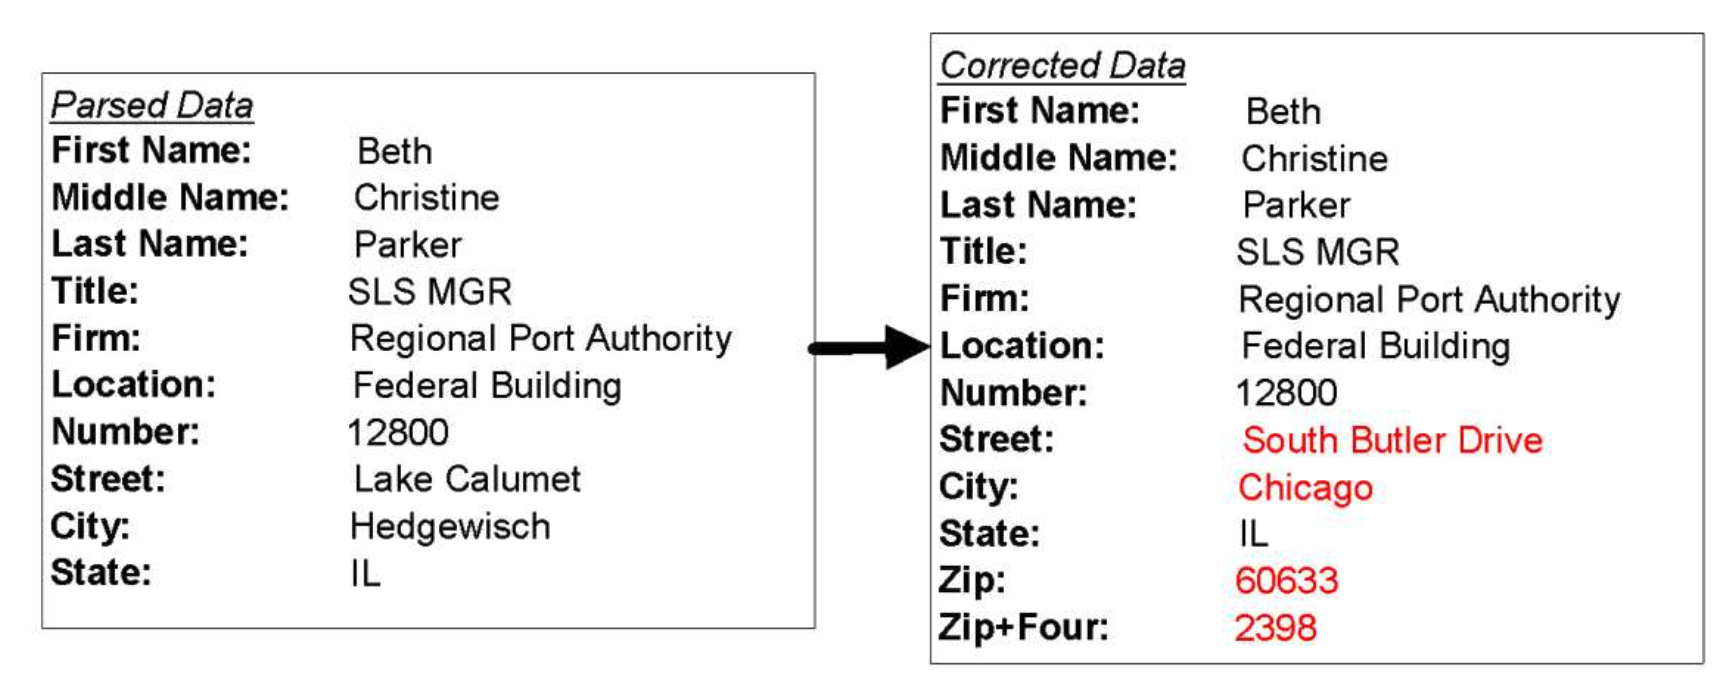 Parsed Data
First Name: Beth
Middle Name: Christine
Last Name: Parker
Title: SLS MGR
Firm: Regional Port Authority
Location: Federal Building
Number: 12800
Street: Lake Calumet
City: Hedgewisch
State: IL
Corrected Data
First Name: Beth
Middle Name: Christine
Last Name: Parker
Title: SLS MGR
Firm: Regional Port Authority
Location: Federal Building
Number: 12800
Street: South Butler Drive
City: Chicago
State: IL
Zip: 60633
Zip+Four: 2398